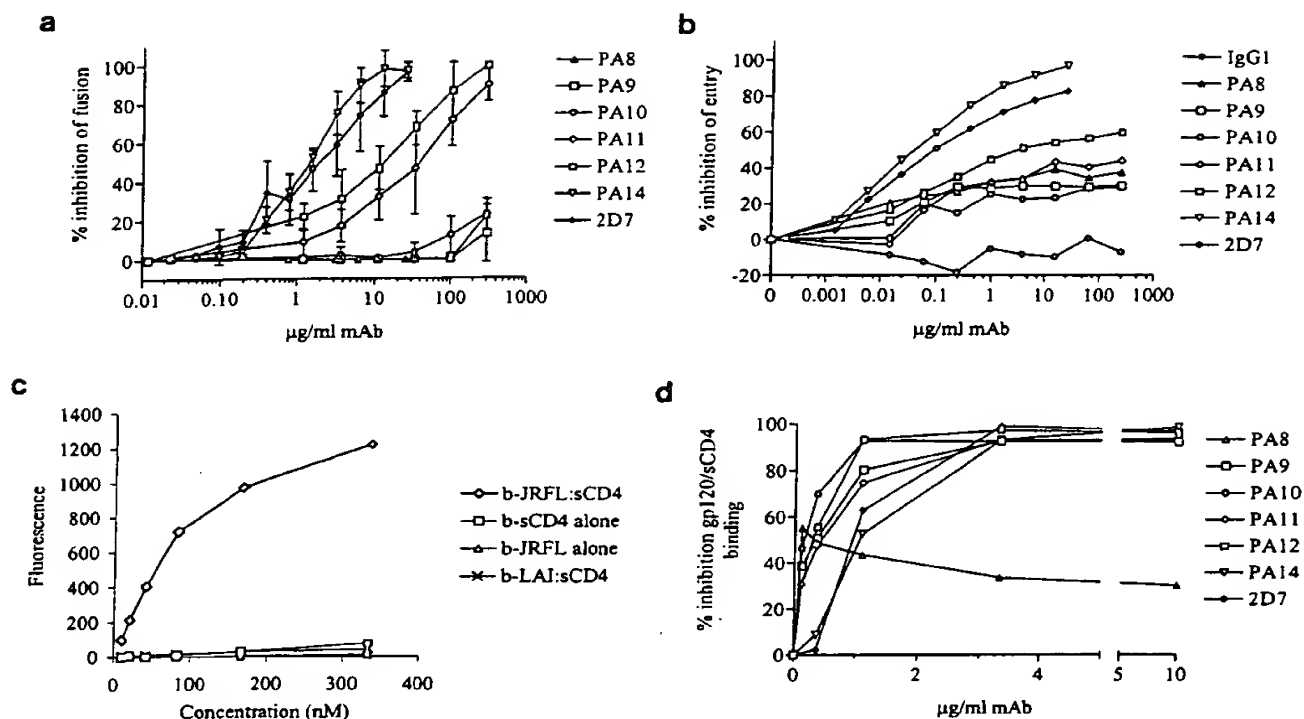 a
% inhibition of fusion
100
80
60
40
20
0
0.01 0.10 1 10 100 1000
µg/ml mAb
PA8
PA9
PA10
PA11
PA12
PA14
2D7
b
% inhibition of entry
100
80
60
40
20
0
-20
0 0.001 0.01 0.1 1 10 100 1000
µg/ml mAb
IgG1
PA8
PA9
PA10
PA11
PA12
PA14
2D7
c
Fluorescence
1400
1200
1000
800
600
400
200
0
0 100 200 300 400
Concentration (nM)
b-JRFL:sCD4
b-sCD4 alone
b-JRFL alone
b-LAI:sCD4
d
% inhibition gp120/sCD4
binding
100
80
60
40
20
0
0 2 4 5 10
µg/ml mAb
PA8
PA9
PA10
PA11
PA12
PA14
2D7